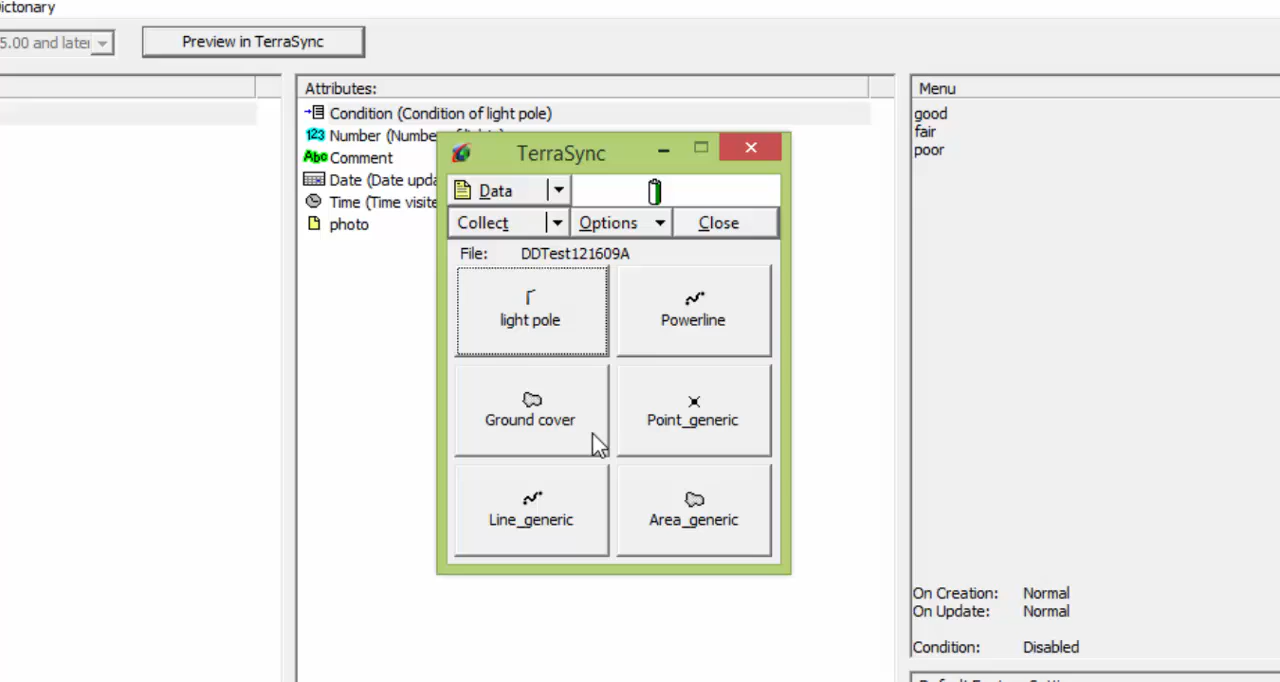 ictonary
5.00 and later
Preview in TerraSync
Attributes:
Menu
Condition (Condition of light pole)
good
Number (Numbe
fair
Comment
poor
Date (Date upda
Time (Time visite
photo
TerraSync
Data
Collect
Options
Close
File: DDTest121609A
light pole
Powerline
Ground cover
Point_generic
Line_generic
Area_generic
On Creation: Normal
On Update: Normal
Condition: Disabled